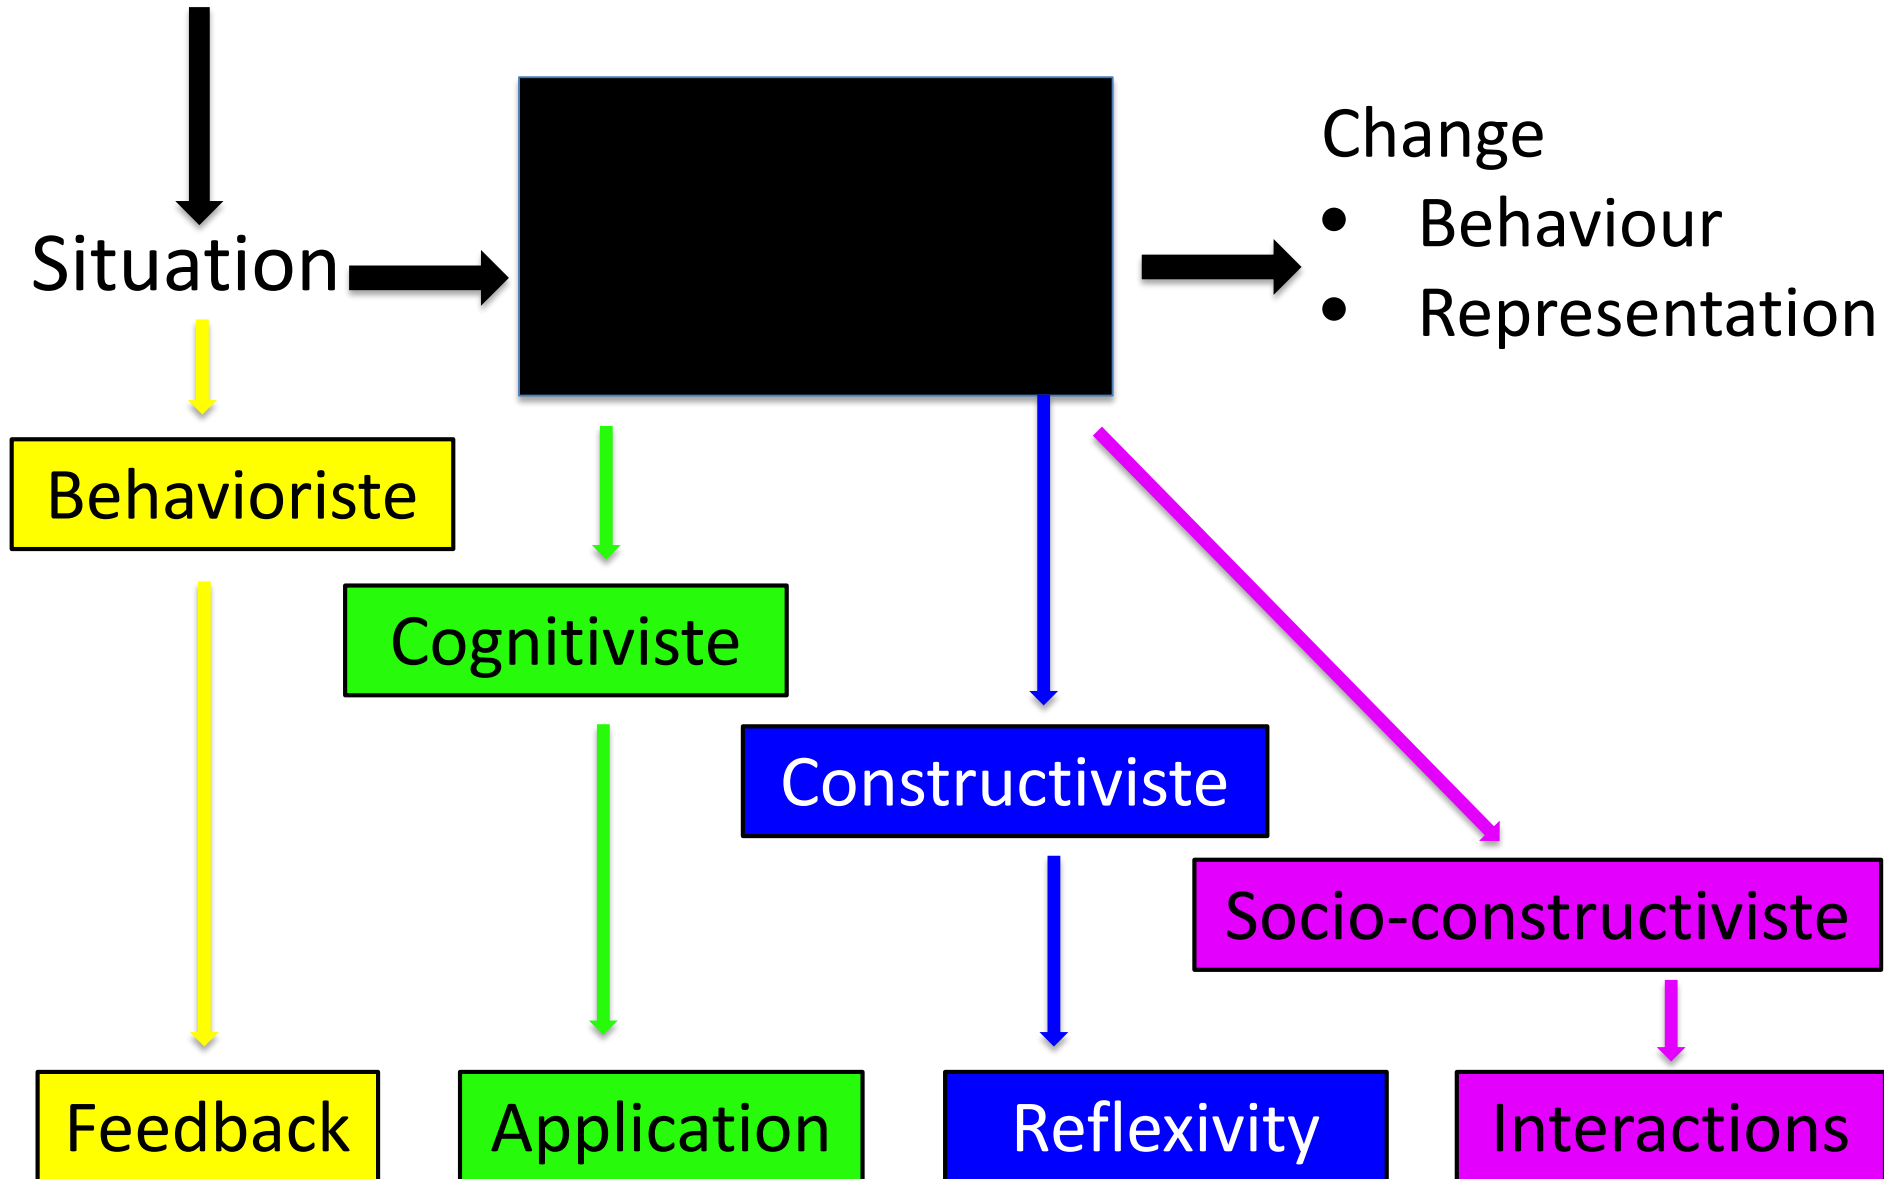 Change
• Behaviour
Situation
• Representation
Behavioriste
Cognitiviste
Constructiviste
Socio-constructiviste
Feedback
Application
Reflexivity
Interactions